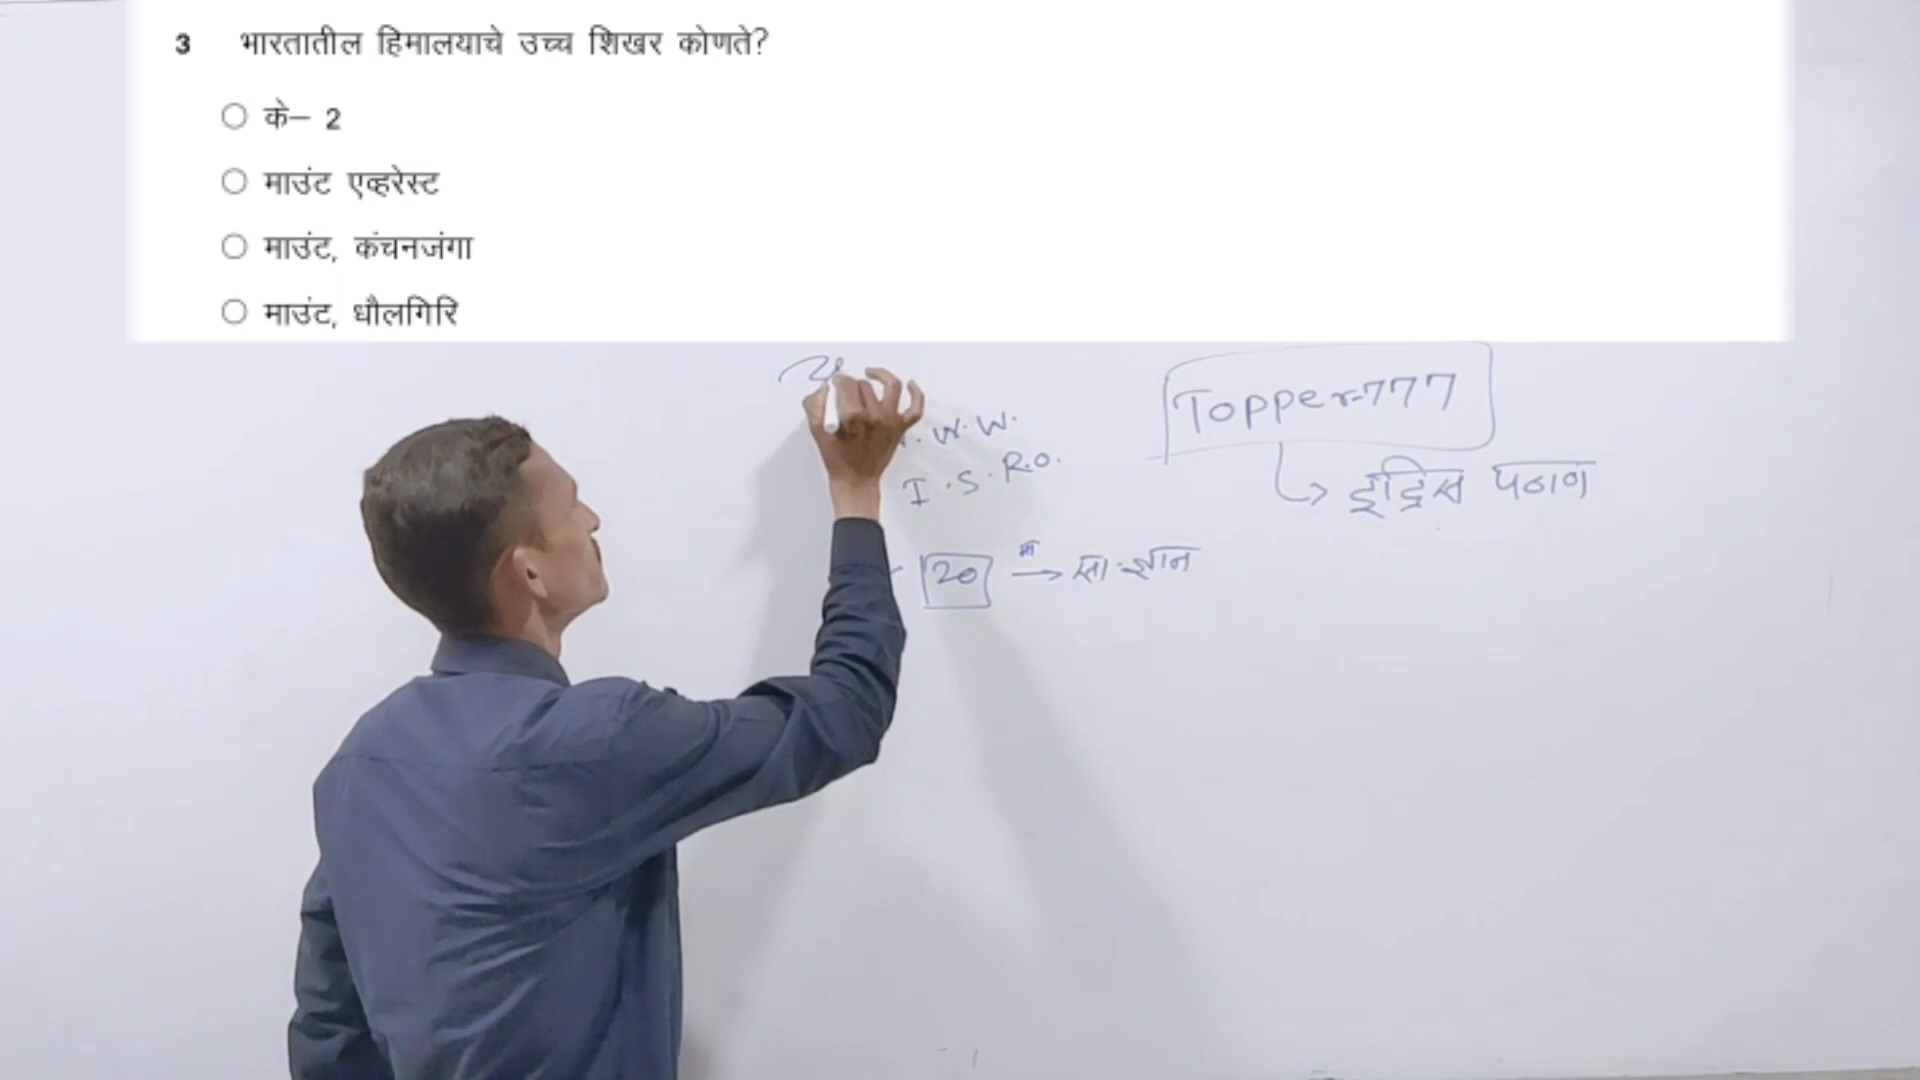 3 भारतातील हिमालयाचे उच्च शिखर कोणते?
के– 2
माउंट एव्हरेस्ट
माउंट, कंचनजंगा
माउंट, धौलगिरि
Topper-777
W. W.
I.S.R.O.
इद्रिस पठाण
20 → सा.ज्ञान